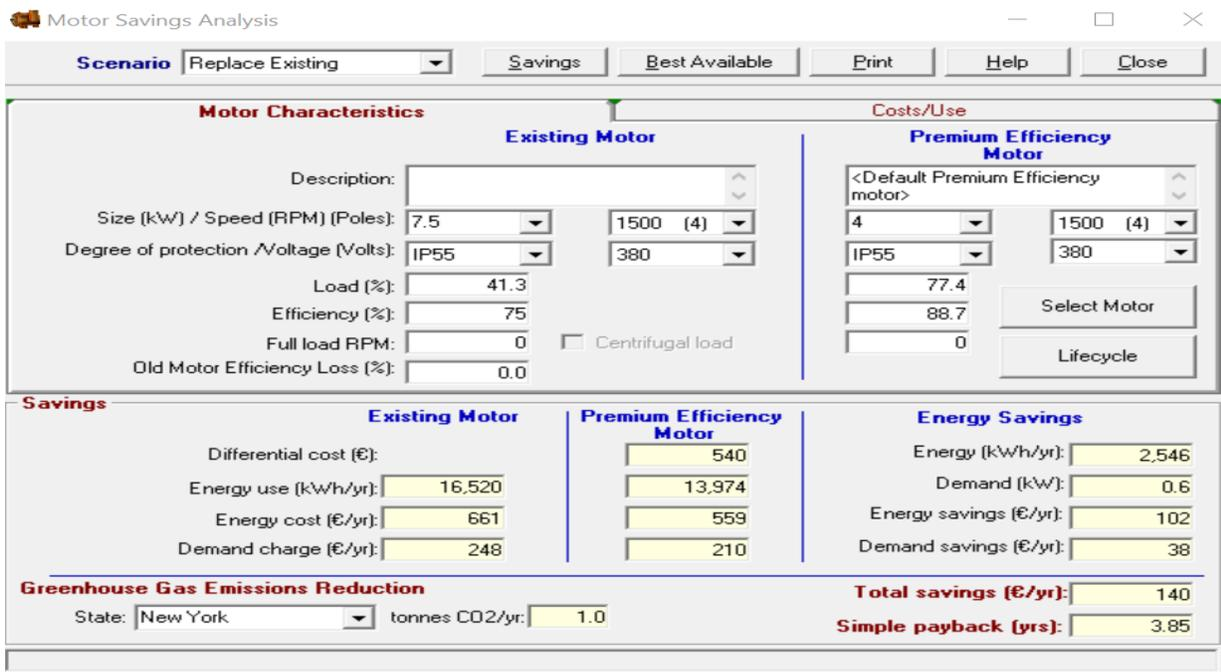 Motor Savings Analysis
Scenario Replace Existing Savings Best Available Print Help Close
Motor Characteristics Costs/Use
Existing Motor Premium Efficiency
Motor
Description: <Default Premium Efficiency
motor>
Size (kW) / Speed (RPM) (Poles): 7.5 1500 (4) 4 1500 (4)
Degree of protection /Voltage (Volts): IP55 380 IP55 380
Load (%): 41.3 77.4
Efficiency (%): 75 88.7 Select Motor
Full load RPM: 0 Centrifugal load 0
Old Motor Efficiency Loss (%): 0.0 Lifecycle
Savings
Existing Motor Premium Efficiency Energy Savings
Motor
Differential cost (€): 540 Energy (kWh/yr): 2,546
Energy use (kWh/yr): 16,520 13,974 Demand (kW): 0.6
Energy cost (€/yr): 661 559 Energy savings (€/yr): 102
Demand charge (€/yr): 248 210 Demand savings (€/yr): 38
Greenhouse Gas Emissions Reduction Total savings (€/yr): 140
State: New York tonnes CO2/yr: 1.0 Simple payback (yrs): 3.85